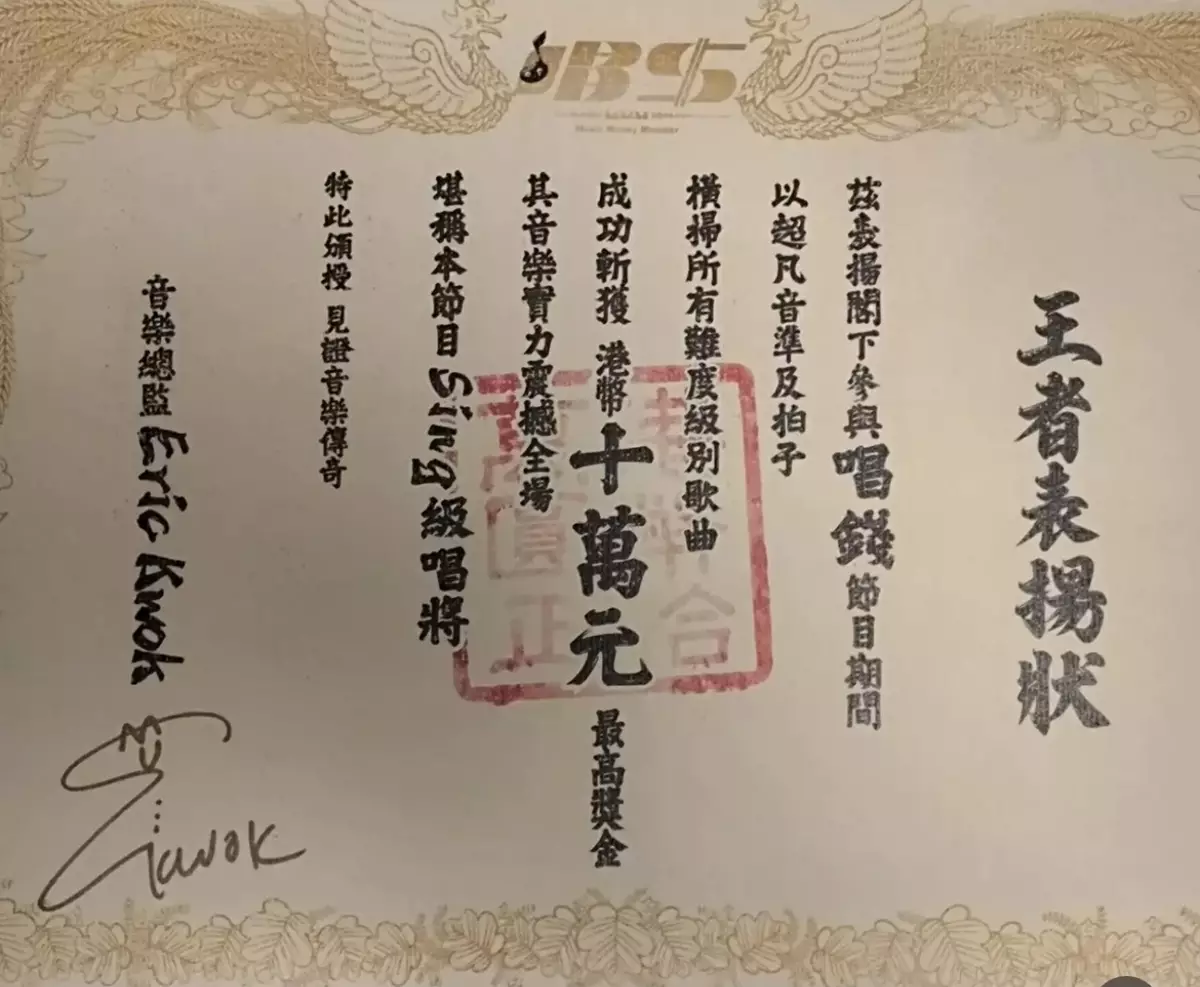 JBS
王者表揚狀
茲表揚閣下參與唱錢節目期間
以超凡音準及拍子
橫掃所有難度級別歌曲
成功斬獲 港幣十萬元 最高獎金
其音樂實力震撼全場
堪稱本節目King級唱將
特此頒授 見證音樂傳奇
音樂總監 Eric Kwok
Kwok